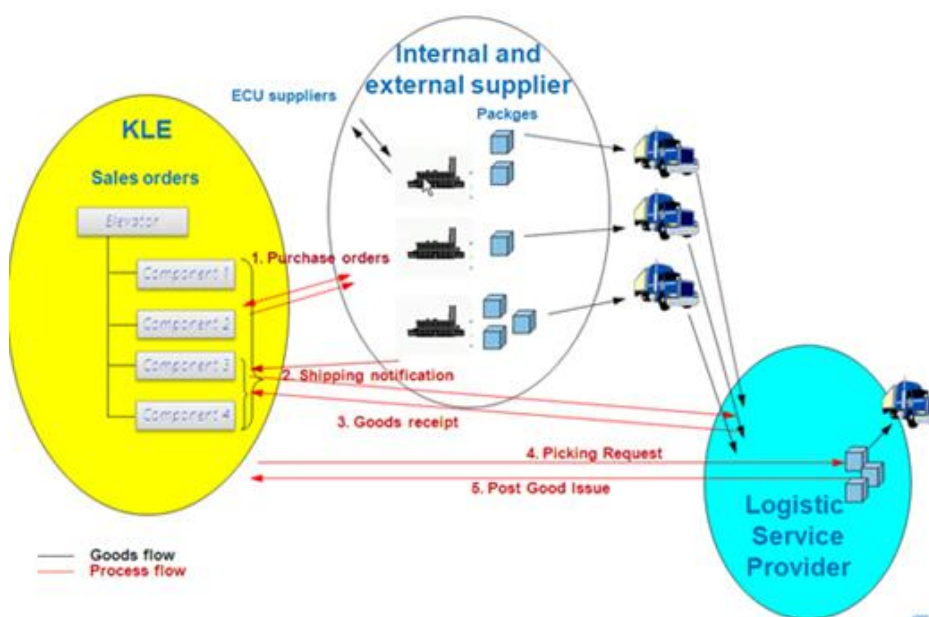 Internal and
external supplier
ECU suppliers
Packges
KLE
Sales orders
Elevator
Component 1
1. Purchase orders
Component 2
Component 3
2. Shipping notification
Component 4
3. Goods receipt
4. Picking Request
5. Post Good Issue
Logistic
Service
Provider
Goods flow
Process flow